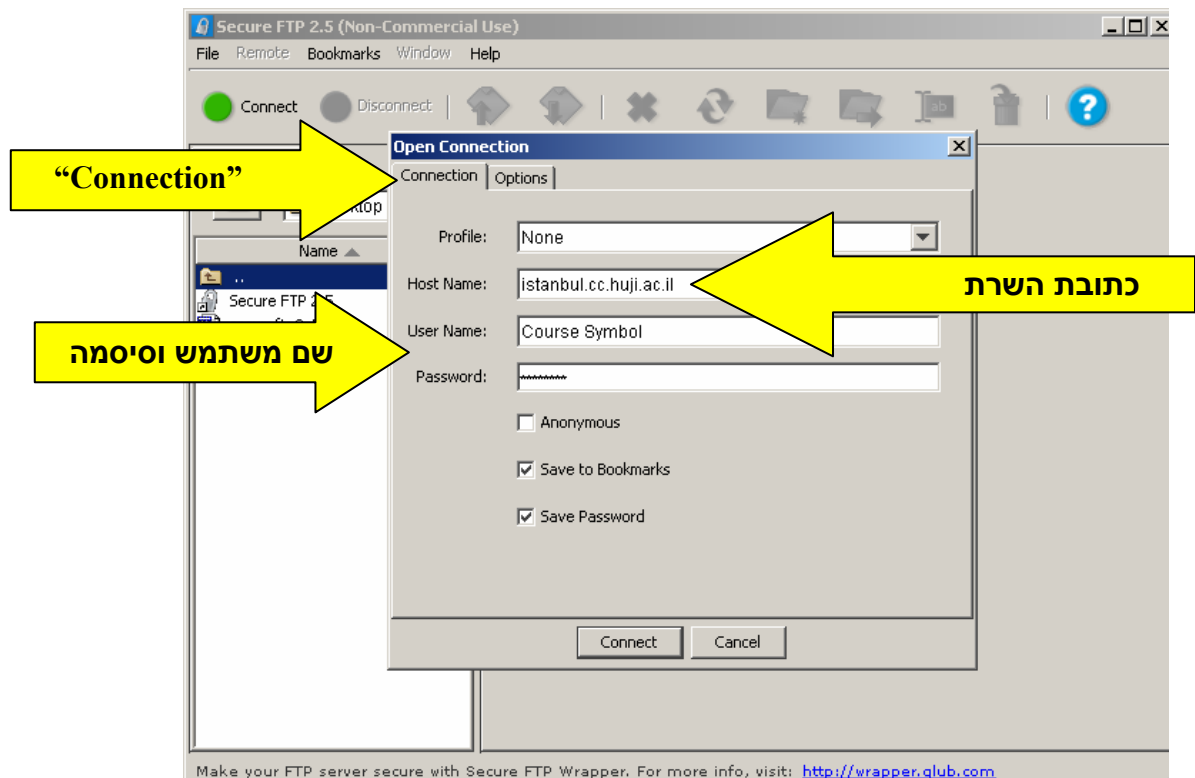 Secure FTP 2.5 (Non-Commercial Use)
File Remote Bookmarks Window Help
Connect Disconnect ab ?
Open Connection
“Connection”
Connection Options
Profile: None
Name
Host Name: istanbul.cc.huji.ac.il
כתובת השרת
..
Secure FTP
User Name: Course Symbol
שם משתמש וסיסמה
Password: ********
Anonymous
Save to Bookmarks
Save Password
Connect Cancel
Make your FTP server secure with Secure FTP Wrapper. For more info, visit: http://wrapper.glub.com